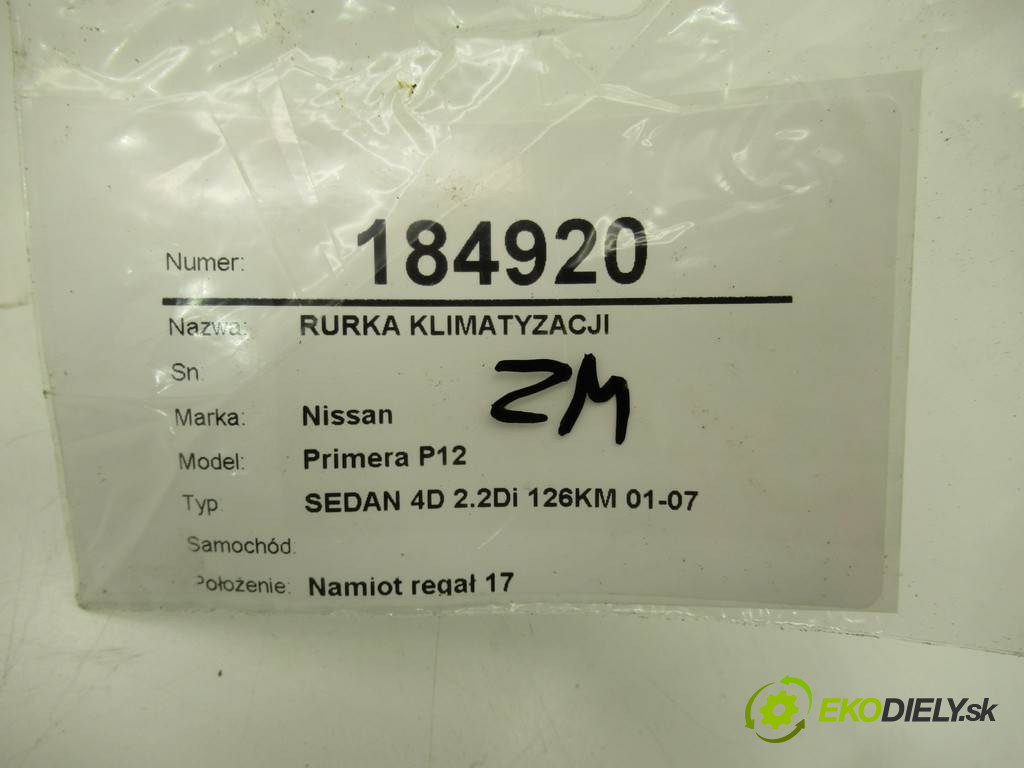 Numer: 184920
Nazwa: RURKA KLIMATYZACJI
Sn.
ZM
Marka: Nissan
Model: Primera P12
Typ: SEDAN 4D 2.2Di 126KM 01-07
Samochód:
Położenie: Namiot regał 17
EKODIELY.sk